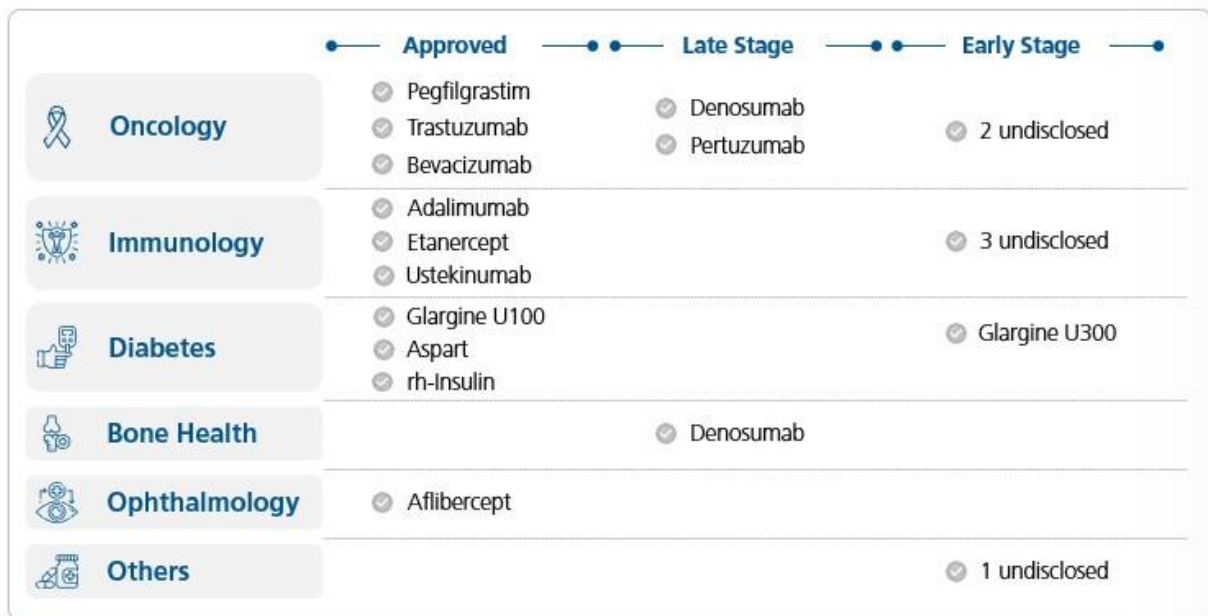 Approved Late Stage Early Stage
Oncology
Pegfilgrastim
Trastuzumab
Bevacizumab
Denosumab
Pertuzumab
2 undisclosed
Immunology
Adalimumab
Etanercept
Ustekinumab
3 undisclosed
Diabetes
Glargine U100
Aspart
rh-Insulin
Glargine U300
Bone Health
Denosumab
Ophthalmology
Aflibercept
Others
1 undisclosed